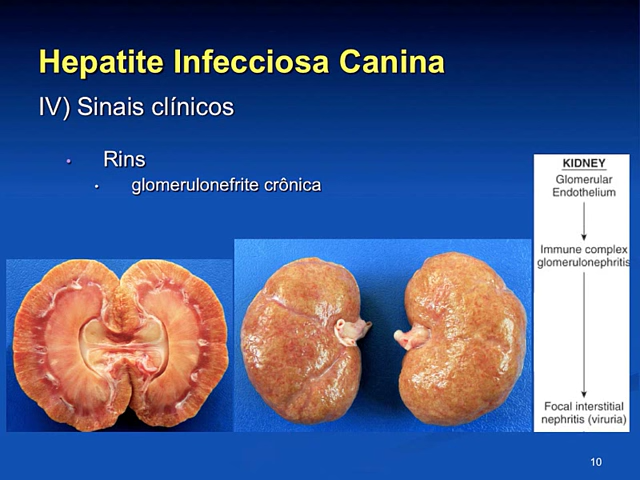 Hepatite Infecciosa Canina
IV) Sinais clínicos
• Rins
• glomerulonefrite crônica
KIDNEY
Glomerular
Endothelium
Immune complex
glomerulonephritis
Focal interstitial
nephritis (viruria)
10